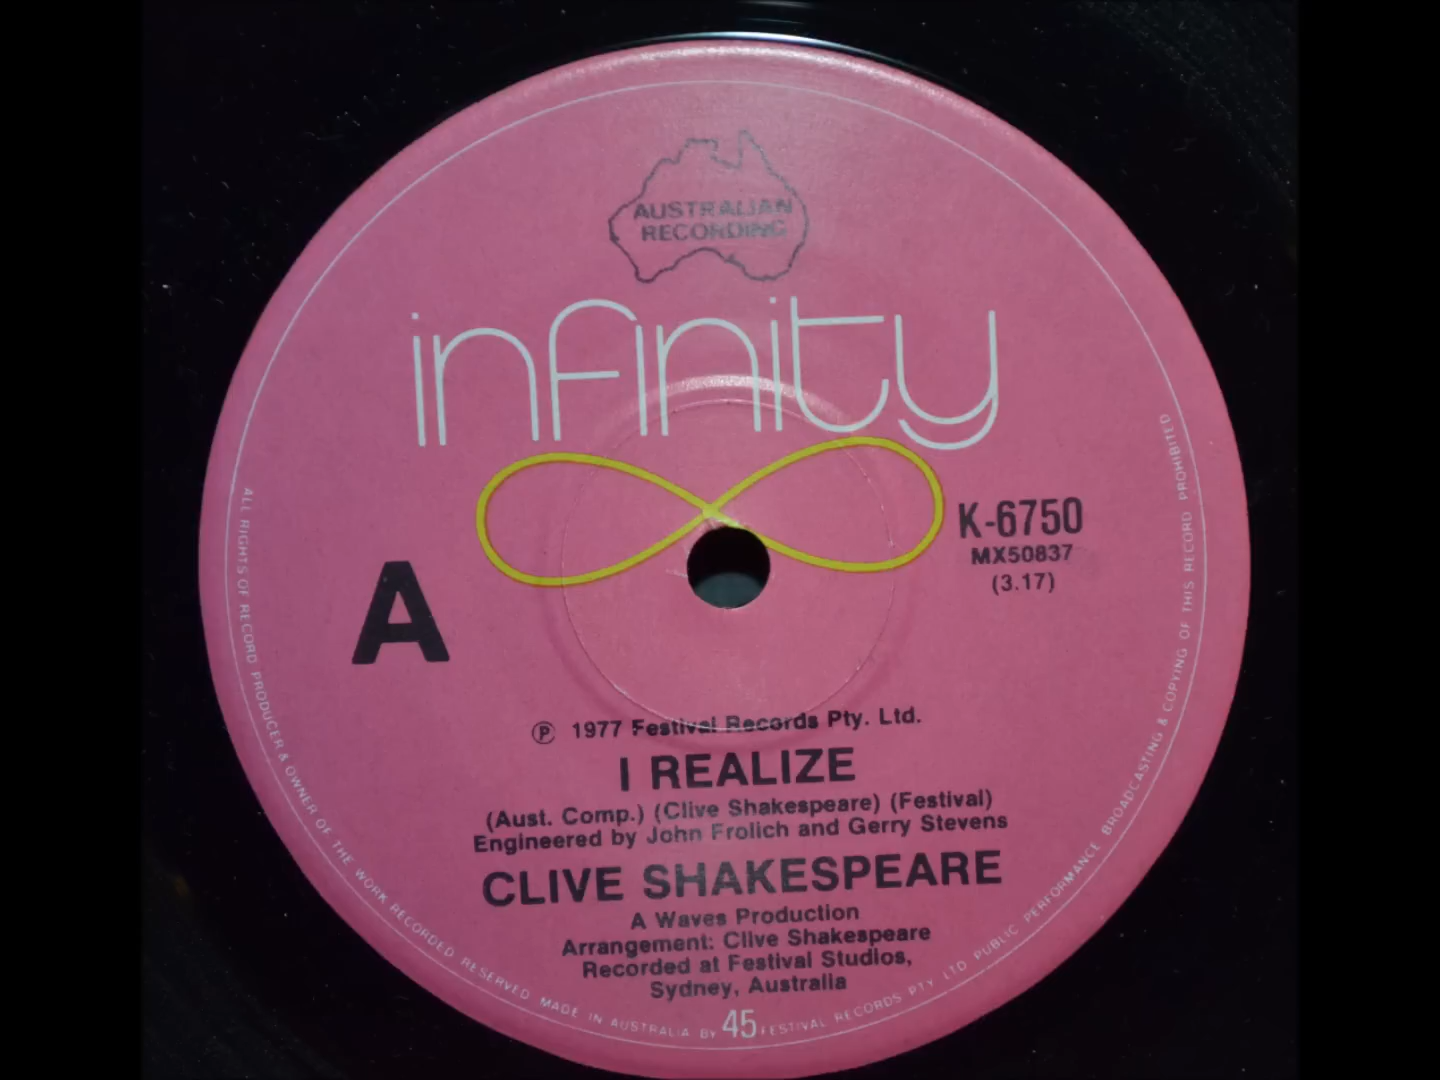 AUSTRALIAN
RECORDING
infinity
K-6750
MX50837
(3.17)
A
℗ 1977 Festival Records Pty. Ltd.
I REALIZE
(Aust. Comp.) (Clive Shakespeare) (Festival)
Engineered by John Frolich and Gerry Stevens
CLIVE SHAKESPEARE
A Waves Production
Arrangement: Clive Shakespeare
Recorded at Festival Studios,
Sydney, Australia
45
ALL RIGHTS OF RECORD PRODUCER & OWNER OF THE WORK RECORDED RESERVED MADE IN AUSTRALIA BY FESTIVAL RECORDS PTY LTD PUBLIC PERFORMANCE BROADCASTING & COPYING OF THIS RECORD PROHIBITED